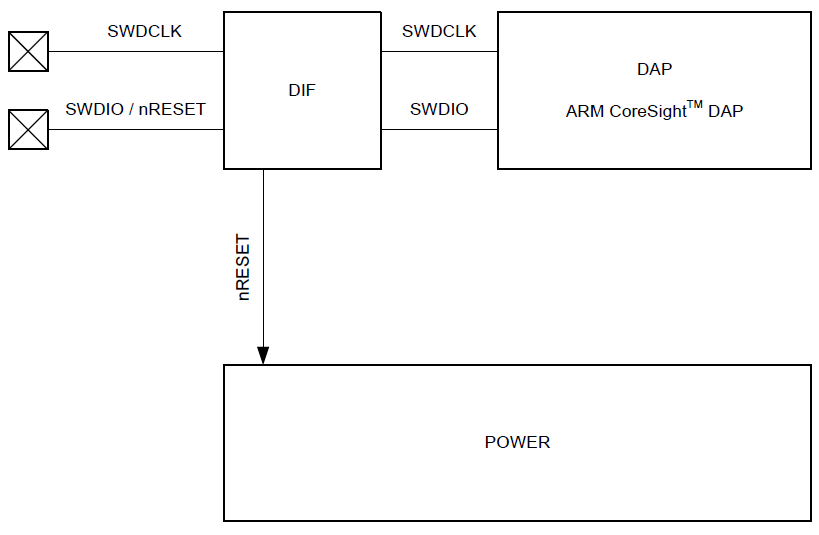 SWDCLK
SWDCLK
DAP
DIF
SWDIO / nRESET
SWDIO
ARM CoreSight™ DAP
nRESET
POWER